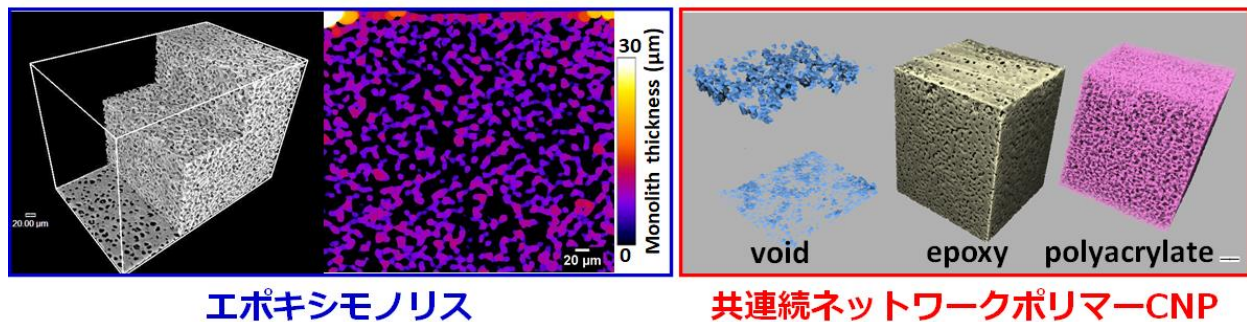 20.00 μm
30
Monolith thickness (μm)
0
20 μm
void
epoxy
polyacrylate
エポキシモノリス
共連続ネットワークポリマーCNP